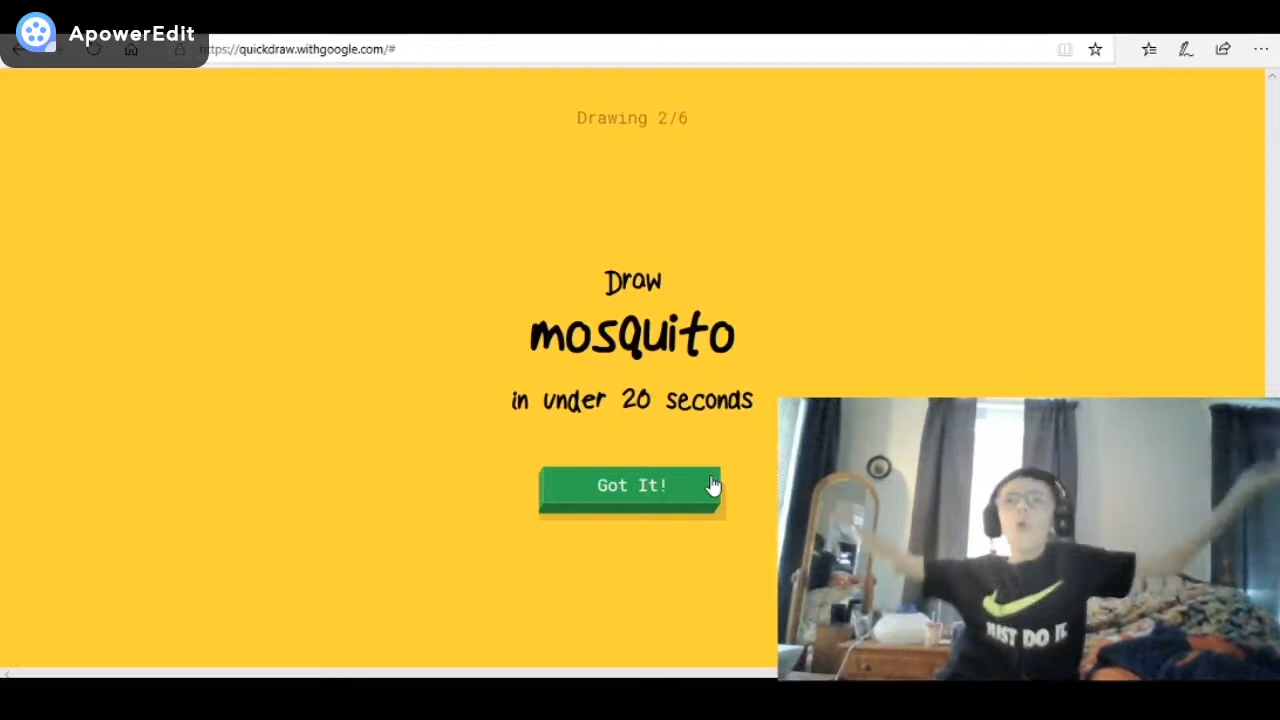 ApowerEdit
https://quickdraw.withgoogle.com/#
Drawing 2/6
Draw
mosquito
in under 20 seconds
Got It!
JUST DO IT.